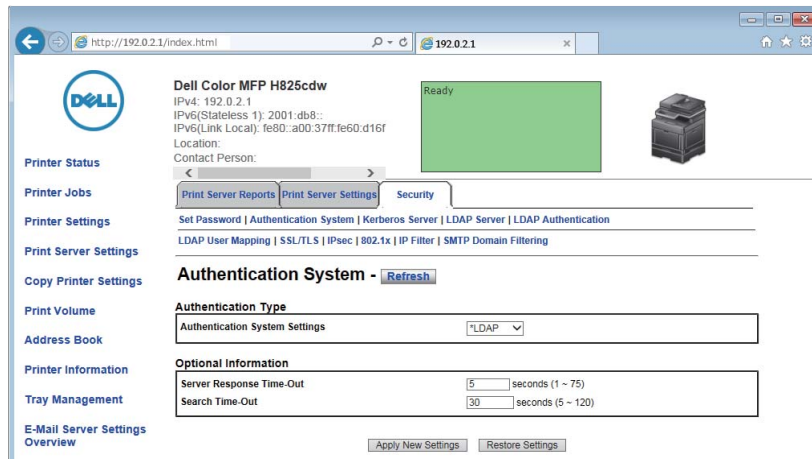 http://192.0.2.1/index.html
192.0.2.1
DELL
Dell Color MFP H825cdw
IPv4: 192.0.2.1
IPv6(Stateless 1): 2001:db8::
IPv6(Link Local): fe80::a00:37ff:fe60:d16f
Location:
Contact Person:
Ready
Printer Status
Printer Jobs
Printer Settings
Print Server Settings
Copy Printer Settings
Print Volume
Address Book
Printer Information
Tray Management
E-Mail Server Settings
Overview
Print Server Reports Print Server Settings Security
Set Password | Authentication System | Kerberos Server | LDAP Server | LDAP Authentication
LDAP User Mapping | SSL/TLS | IPsec | 802.1x | IP Filter | SMTP Domain Filtering
Authentication System - Refresh
Authentication Type
Authentication System Settings *LDAP
Optional Information
Server Response Time-Out 5 seconds (1 ~ 75)
Search Time-Out 30 seconds (5 ~ 120)
Apply New Settings Restore Settings